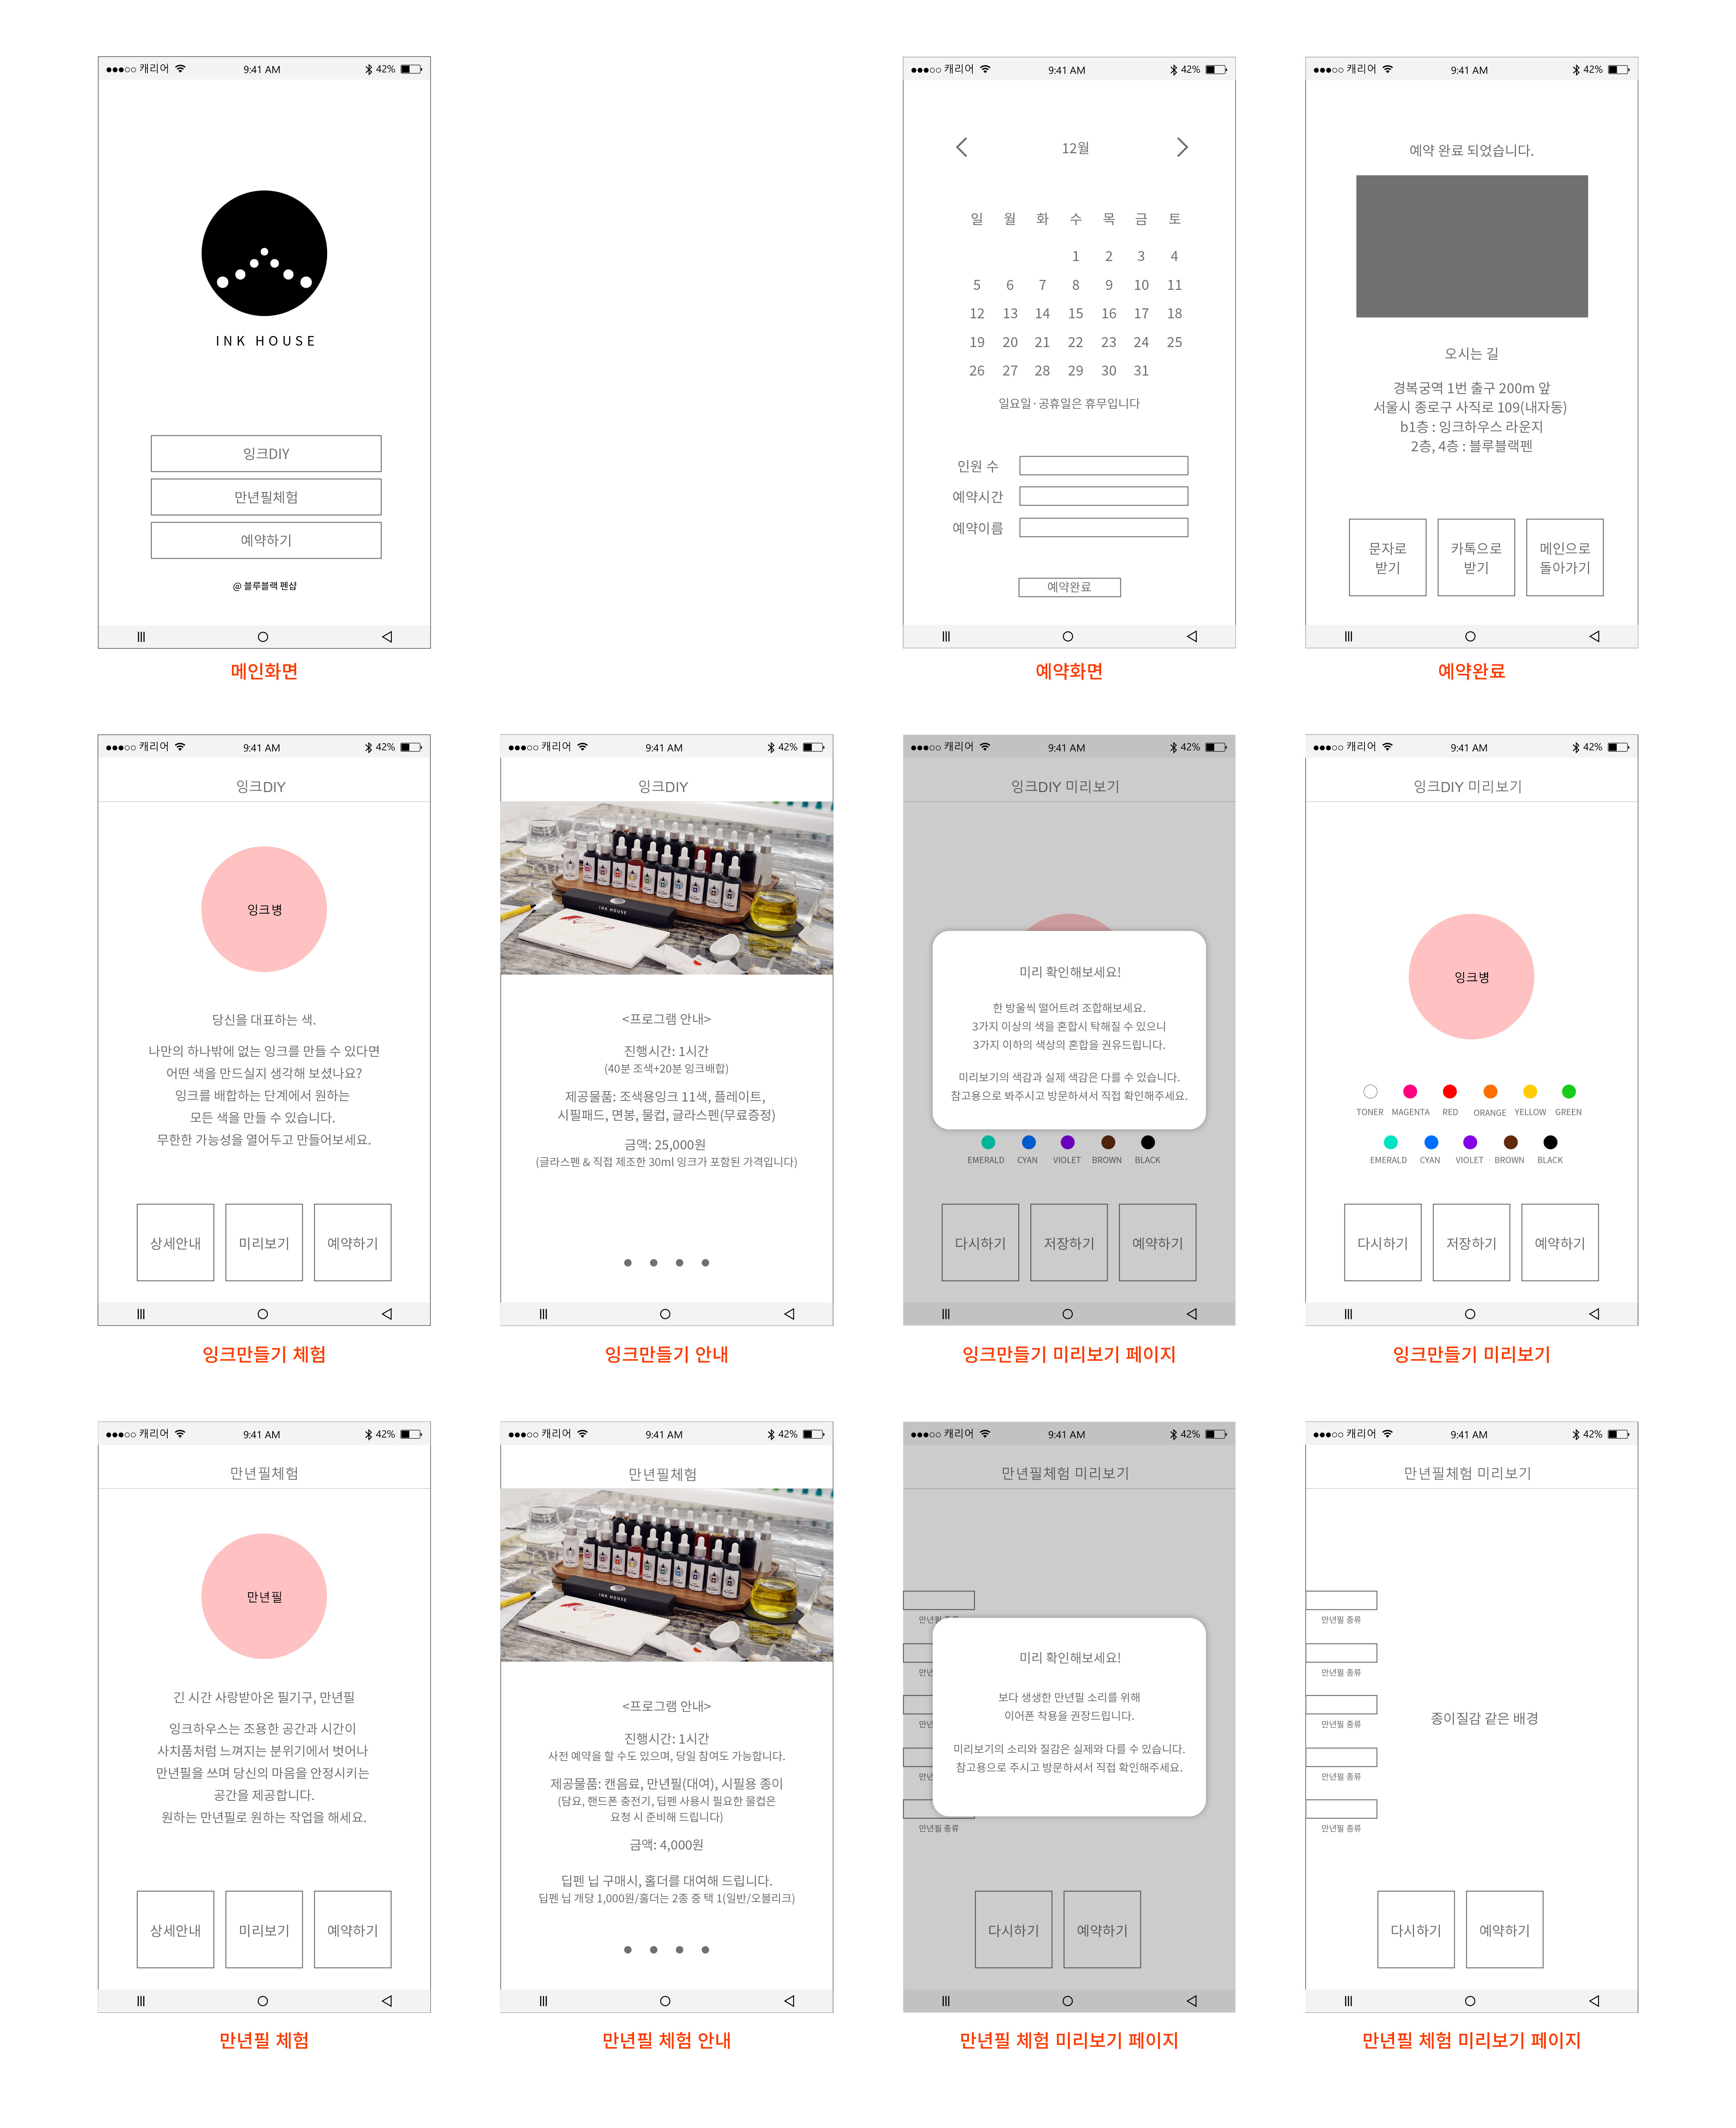 캐리어
9:41 AM
42%
INK HOUSE
잉크DIY
만년필체험
예약하기
@ 블루블랙 펜샵
메인화면
캐리어
9:41 AM
42%
12월
일 월 화 수 목 금 토
1 2 3 4
5 6 7 8 9 10 11
12 13 14 15 16 17 18
19 20 21 22 23 24 25
26 27 28 29 30 31
일요일·공휴일은 휴무입니다
인원 수
예약시간
예약이름
예약완료
예약화면
캐리어
9:41 AM
42%
예약 완료 되었습니다.
오시는 길
경복궁역 1번 출구 200m 앞
서울시 종로구 사직로 109(내자동)
b1층 : 잉크하우스 라운지
2층, 4층 : 블루블랙펜
문자로
받기
카톡으로
받기
메인으로
돌아가기
예약완료
캐리어
9:41 AM
42%
잉크DIY
잉크병
당신을 대표하는 색.
나만의 하나밖에 없는 잉크를 만들 수 있다면
어떤 색을 만드실지 생각해 보셨나요?
잉크를 배합하는 단계에서 원하는
모든 색을 만들 수 있습니다.
무한한 가능성을 열어두고 만들어보세요.
상세안내
미리보기
예약하기
잉크만들기 체험
캐리어
9:41 AM
42%
잉크DIY
INK HOUSE
<프로그램 안내>
진행시간: 1시간
(40분 조색+20분 잉크배합)
제공물품: 조색용잉크 11색, 플레이트,
시필패드, 면봉, 물컵, 글라스펜(무료증정)
금액: 25,000원
(글라스펜 & 직접 제조한 30ml 잉크가 포함된 가격입니다)
잉크만들기 안내
캐리어
9:41 AM
42%
잉크DIY 미리보기
미리 확인해보세요!
한 방울씩 떨어트려 조합해보세요.
3가지 이상의 색을 혼합시 탁해질 수 있으니
3가지 이하의 색상의 혼합을 권유드립니다.
미리보기의 색감과 실제 색감은 다를 수 있습니다.
참고용으로 봐주시고 방문하셔서 직접 확인해주세요.
EMERALD CYAN VIOLET BROWN BLACK
다시하기
저장하기
예약하기
잉크만들기 미리보기 페이지
캐리어
9:41 AM
42%
잉크DIY 미리보기
잉크병
TONER MAGENTA RED ORANGE YELLOW GREEN
EMERALD CYAN VIOLET BROWN BLACK
다시하기
저장하기
예약하기
잉크만들기 미리보기
캐리어
9:41 AM
42%
만년필체험
만년필
긴 시간 사랑받아온 필기구, 만년필
잉크하우스는 조용한 공간과 시간이
사치품처럼 느껴지는 분위기에서 벗어나
만년필을 쓰며 당신의 마음을 안정시키는
공간을 제공합니다.
원하는 만년필로 원하는 작업을 해세요.
상세안내
미리보기
예약하기
만년필 체험
캐리어
9:41 AM
42%
만년필체험
INK HOUSE
<프로그램 안내>
진행시간: 1시간
사전 예약을 할 수도 있으며, 당일 참여도 가능합니다.
제공물품: 캔음료, 만년필(대여), 시필용 종이
(담요, 핸드폰 충전기, 딥펜 사용시 필요한 물컵은
요청 시 준비해 드립니다)
금액: 4,000원
딥펜 닙 구매시, 홀더를 대여해 드립니다.
딥펜 닙 개당 1,000원/홀더는 2종 중 택 1(일반/오블리크)
만년필 체험 안내
캐리어
9:41 AM
42%
만년필체험 미리보기
미리 확인해보세요!
보다 생생한 만년필 소리를 위해
이어폰 착용을 권장드립니다.
미리보기의 소리와 질감은 실제와 다를 수 있습니다.
참고용으로 주시고 방문하셔서 직접 확인해주세요.
만년필 종류
다시하기
예약하기
만년필 체험 미리보기 페이지
캐리어
9:41 AM
42%
만년필체험 미리보기
만년필 종류
만년필 종류
만년필 종류
만년필 종류
만년필 종류
종이질감 같은 배경
다시하기
예약하기
만년필 체험 미리보기 페이지